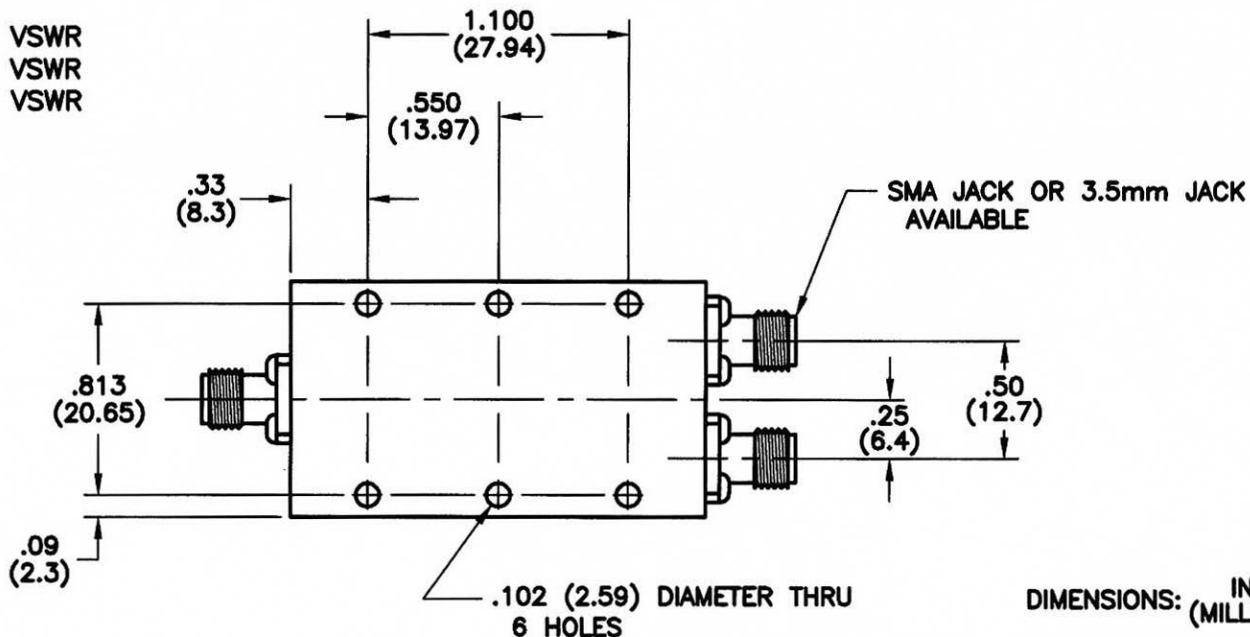 VSWR
VSWR
VSWR
1.100
(27.94)
.550
(13.97)
.33
(8.3)
SMA JACK OR 3.5mm JACK
AVAILABLE
.813
(20.65)
.50
(12.7)
.25
(6.4)
.09
(2.3)
.102 (2.59) DIAMETER THRU
6 HOLES
DIMENSIONS: IN
(MILL